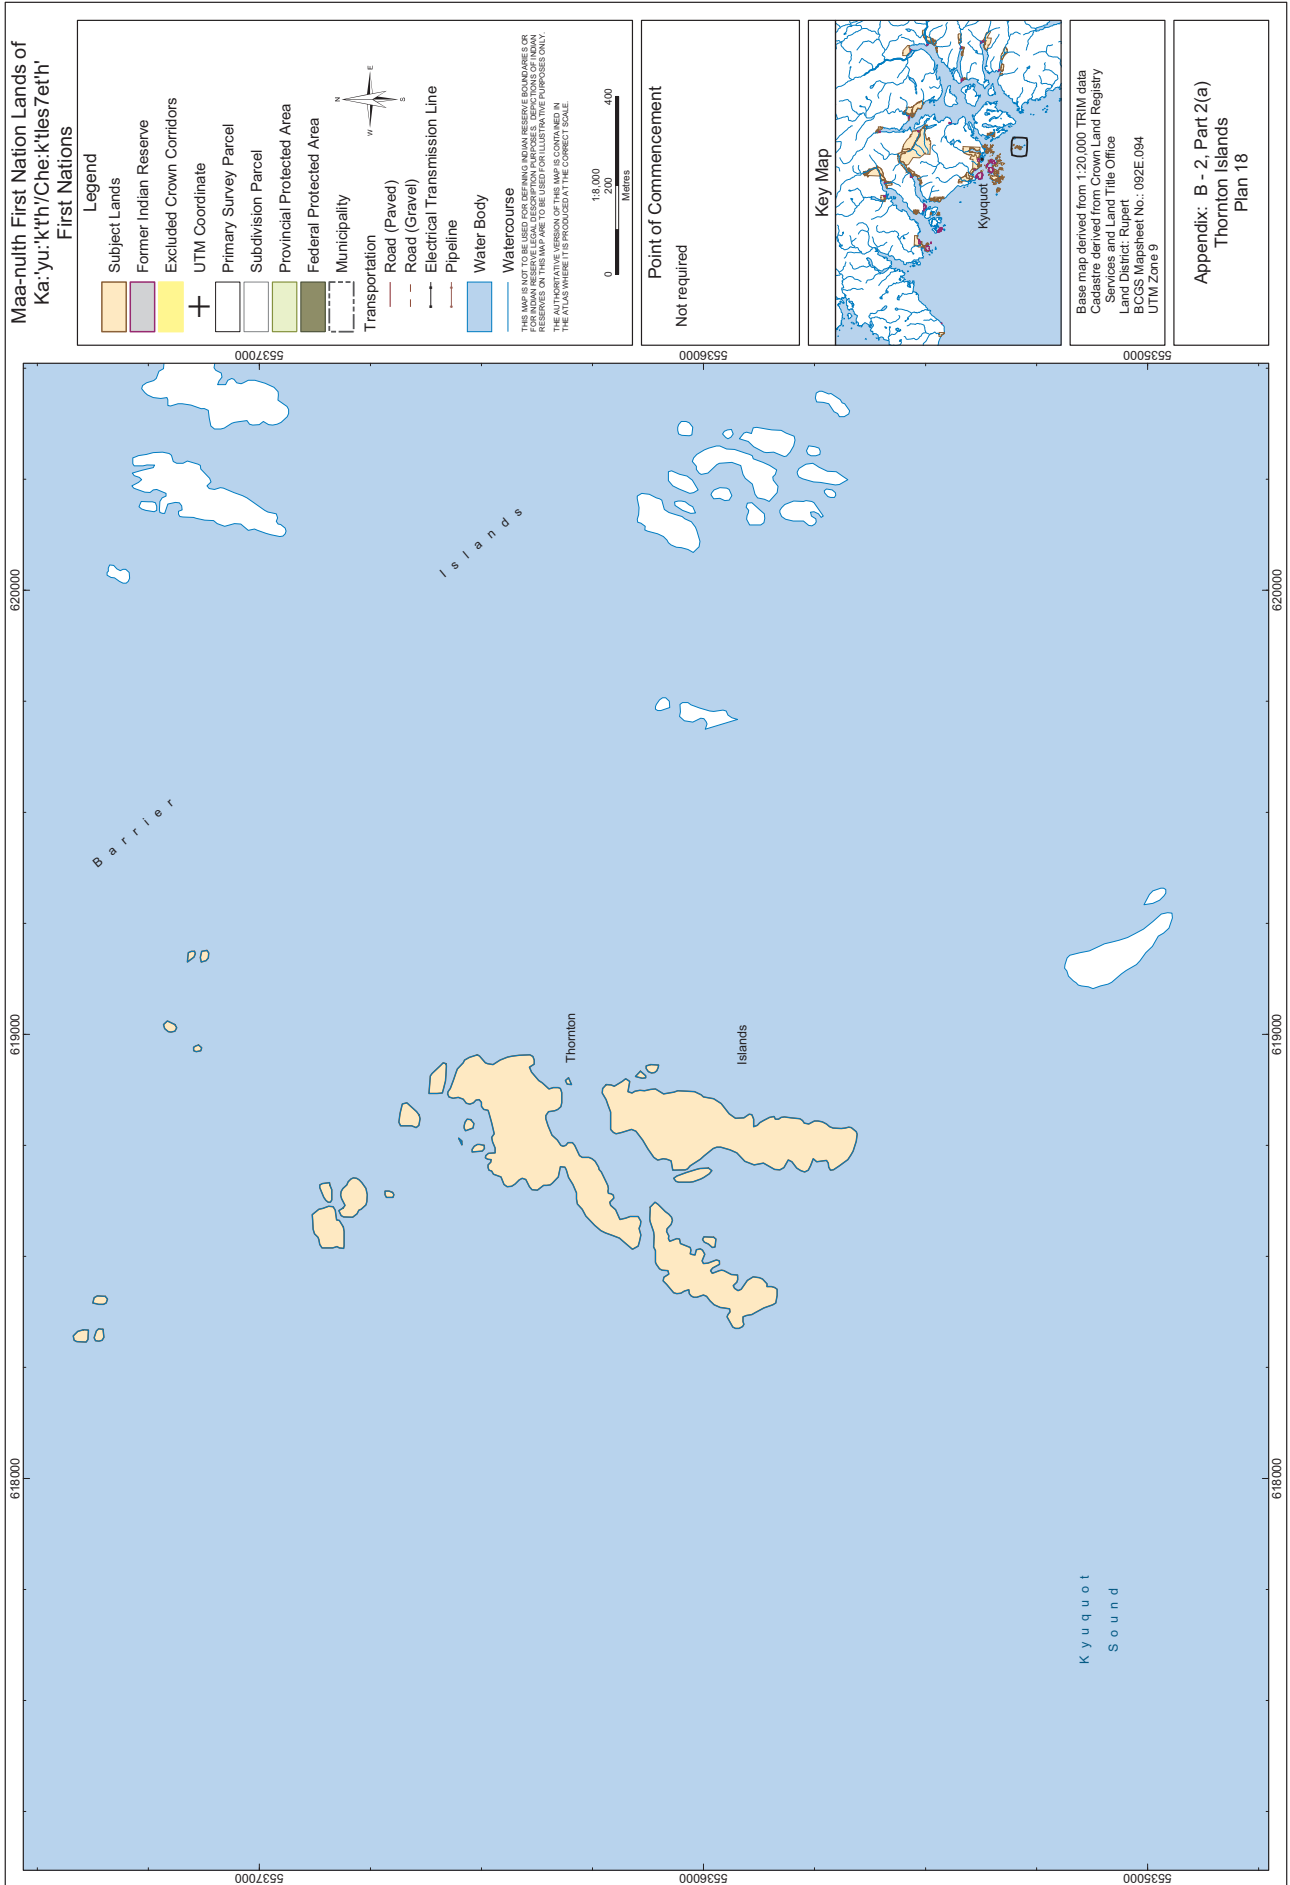 Maa-nulth First Nation Lands of
Ka:'yu:'k't'h'/Che:k'tles7et'h'
First Nations
Legend
Subject Lands
Former Indian Reserve
Excluded Crown Corridors
UTM Coordinate
Primary Survey Parcel
Subdivision Parcel
Provincial Protected Area
Federal Protected Area
Municipality
Transportation
Road (Paved)
Road (Gravel)
Electrical Transmission Line
Pipeline
Water Body
Watercourse
N
W
E
S
THIS MAP IS NOT TO BE USED FOR DEFINING INDIAN RESERVE BOUNDARIES OR
FOR INDIAN RESERVE LEGAL DESCRIPTION PURPOSES. DEPICTIONS OF INDIAN
RESERVES ON THIS MAP ARE TO BE USED FOR ILLUSTRATIVE PURPOSES ONLY.
THE AUTHORITATIVE VERSION OF THIS MAP IS CONTAINED IN
THE ATLAS WHERE IT IS PRODUCED AT THE CORRECT SCALE.
1:8,000
0 200 400
Metres
Point of Commencement
Not required
Key Map
Kyuquot
Base map derived from 1:20,000 TRIM data
Cadastre derived from Crown Land Registry
Services and Land Title Office
Land District: Rupert
BCGS Mapsheet No.: 092E.094
UTM Zone 9
Appendix: B - 2, Part 2(a)
Thornton Islands
Plan 18
618000
619000
620000
5537000
5536000
5535000
Barrier
Islands
Thornton
Islands
Kyuquot
Sound
618000
619000
620000
5537000
5536000
5535000